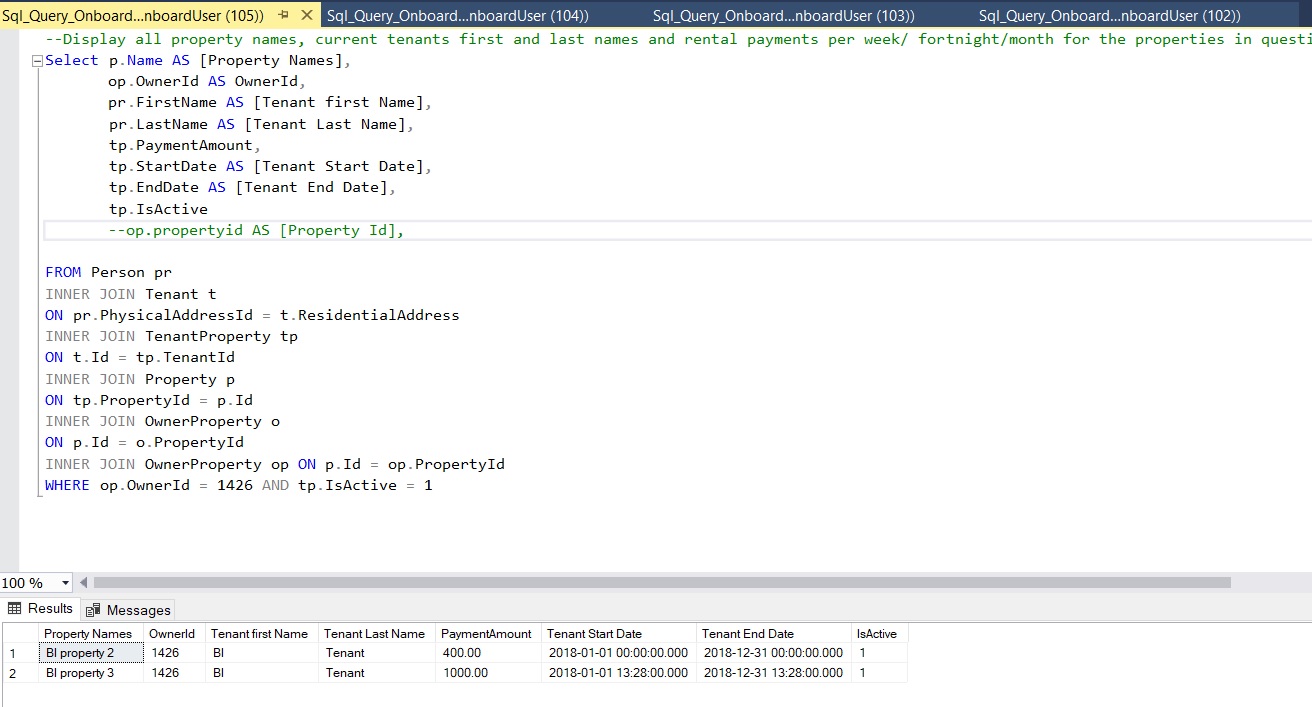 Sql_Query_Onboard...nboardUser (105)) Sql_Query_Onboard...nboardUser (104)) Sql_Query_Onboard...nboardUser (103)) Sql_Query_Onboard...nboardUser (102))
--Display all property names, current tenants first and last names and rental payments per week/ fortnight/month for the properties in questi
Select p.Name AS [Property Names],
op.OwnerId AS OwnerId,
pr.FirstName AS [Tenant first Name],
pr.LastName AS [Tenant Last Name],
tp.PaymentAmount,
tp.StartDate AS [Tenant Start Date],
tp.EndDate AS [Tenant End Date],
tp.IsActive
--op.propertyid AS [Property Id],
FROM Person pr
INNER JOIN Tenant t
ON pr.PhysicalAddressId = t.ResidentialAddress
INNER JOIN TenantProperty tp
ON t.Id = tp.TenantId
INNER JOIN Property p
ON tp.PropertyId = p.Id
INNER JOIN OwnerProperty o
ON p.Id = o.PropertyId
INNER JOIN OwnerProperty op ON p.Id = op.PropertyId
WHERE op.OwnerId = 1426 AND tp.IsActive = 1
100 %
Results Messages
Property Names OwnerId Tenant first Name Tenant Last Name PaymentAmount Tenant Start Date Tenant End Date IsActive
1 BI property 2 1426 BI Tenant 400.00 2018-01-01 00:00:00.000 2018-12-31 00:00:00.000 1
2 BI property 3 1426 BI Tenant 1000.00 2018-01-01 13:28:00.000 2018-12-31 13:28:00.000 1